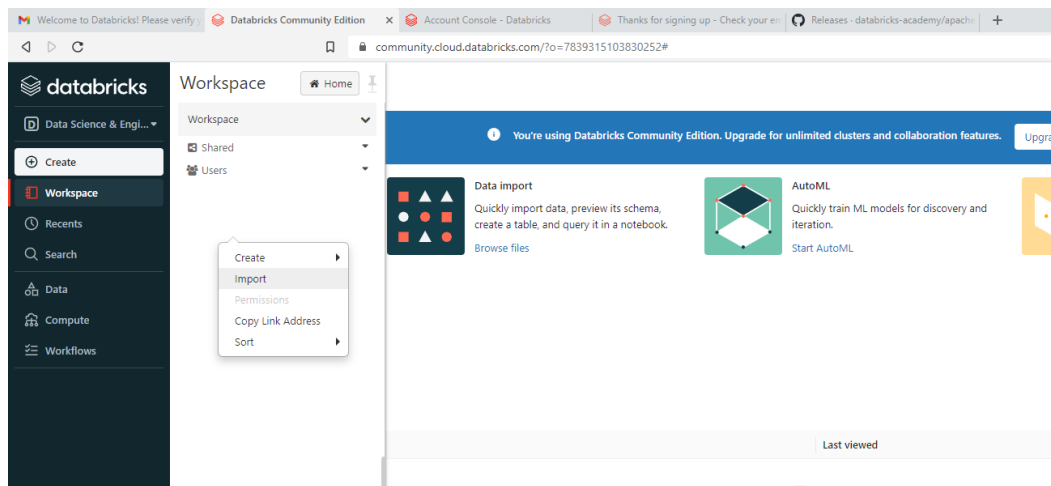 Welcome to Databricks! Please verify y
Databricks Community Edition
Account Console - Databricks
Thanks for signing up - Check your em
Releases · databricks-academy/apache
community.cloud.databricks.com/?o=7839315103830252#
databricks
D Data Science & Engi...
Create
Workspace
Recents
Search
Data
Compute
Workflows
Workspace
Home
Workspace
Shared
Users
Create
Import
Permissions
Copy Link Address
Sort
You're using Databricks Community Edition. Upgrade for unlimited clusters and collaboration features.
Upgra
Data import
Quickly import data, preview its schema,
create a table, and query it in a notebook.
Browse files
AutoML
Quickly train ML models for discovery and
iteration.
Start AutoML
Last viewed